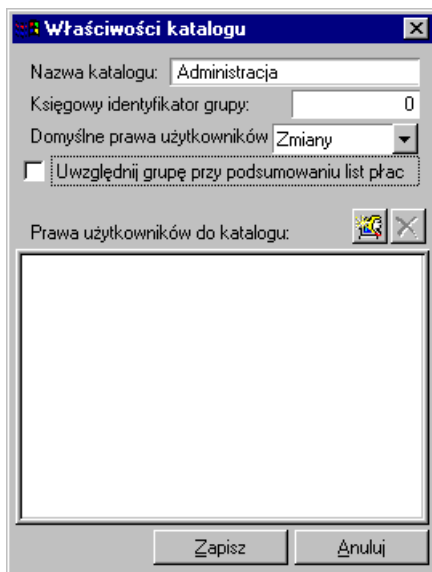 Właściwości katalogu
Nazwa katalogu: Administracja
Księgowy identyfikator grupy: 0
Domyślne prawa użytkowników Zmiany
Uwzględnij grupę przy podsumowaniu list płac
Prawa użytkowników do katalogu:
Zapisz Anuluj